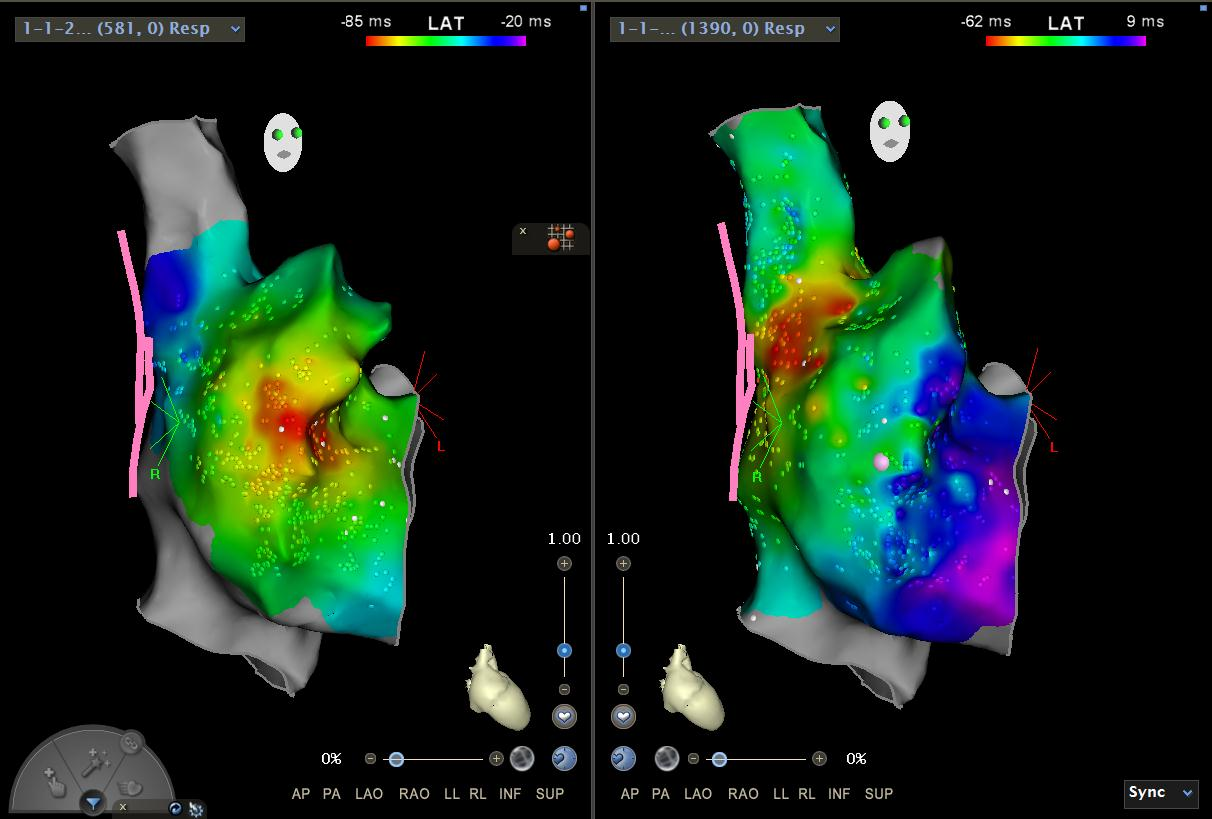 1-1-2... (581, 0) Resp
-85 ms LAT -20 ms
1-1-... (1390, 0) Resp
-62 ms LAT 9 ms
x
R
L
R
L
1.00
1.00
0%
0%
AP PA LAO RAO LL RL INF SUP
AP PA LAO RAO LL RL INF SUP
x
Sync